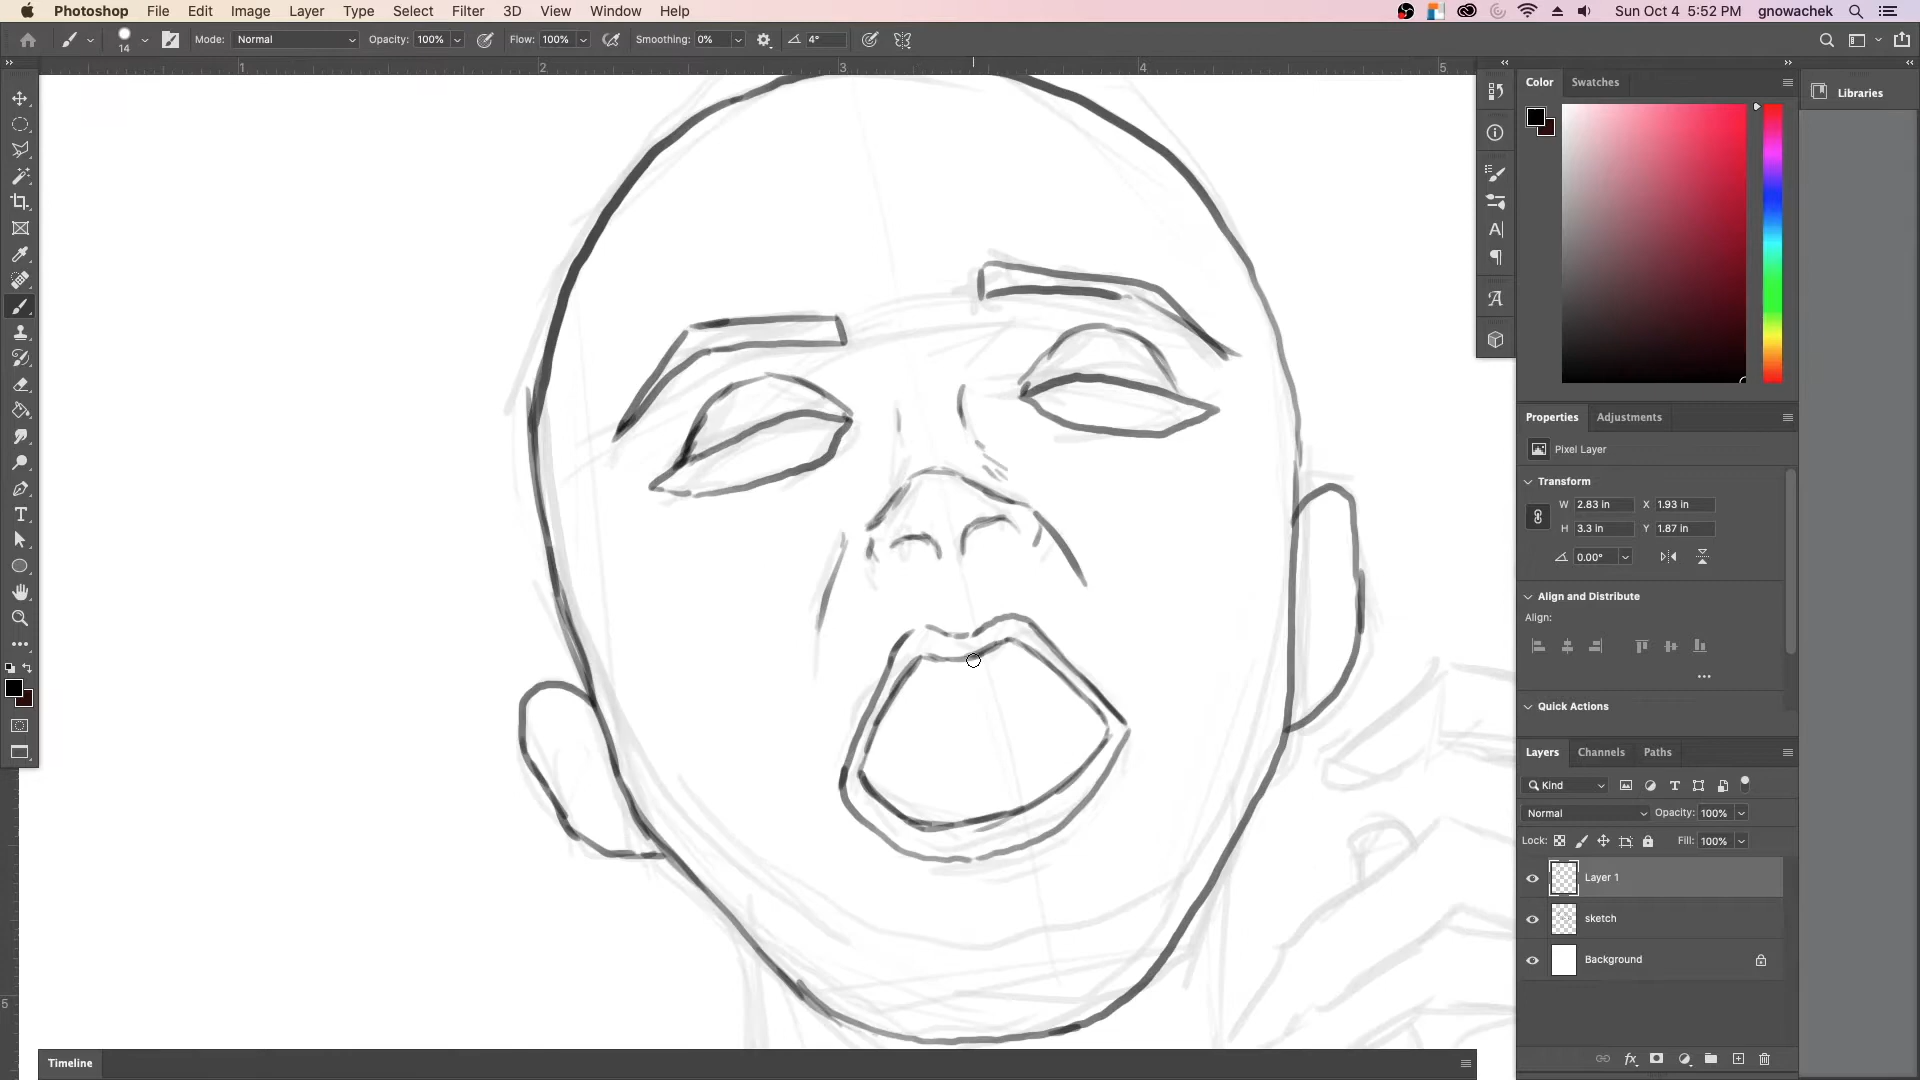 Photoshop File Edit Image Layer Type Select Filter 3D View Window Help Sun Oct 4 5:52 PM gnowachek
14 Mode: Normal Opacity: 100% Flow: 100% Smoothing: 0% 4°
1 2 3 4 5
Color Swatches Libraries
Properties Adjustments
Pixel Layer
Transform
W 2.83 in X 1.93 in
H 3.3 in Y 1.87 in
0.00°
Align and Distribute
Align:
Quick Actions
Layers Channels Paths
Kind
Normal Opacity: 100%
Lock: Fill: 100%
Layer 1
sketch
Background
5
Timeline